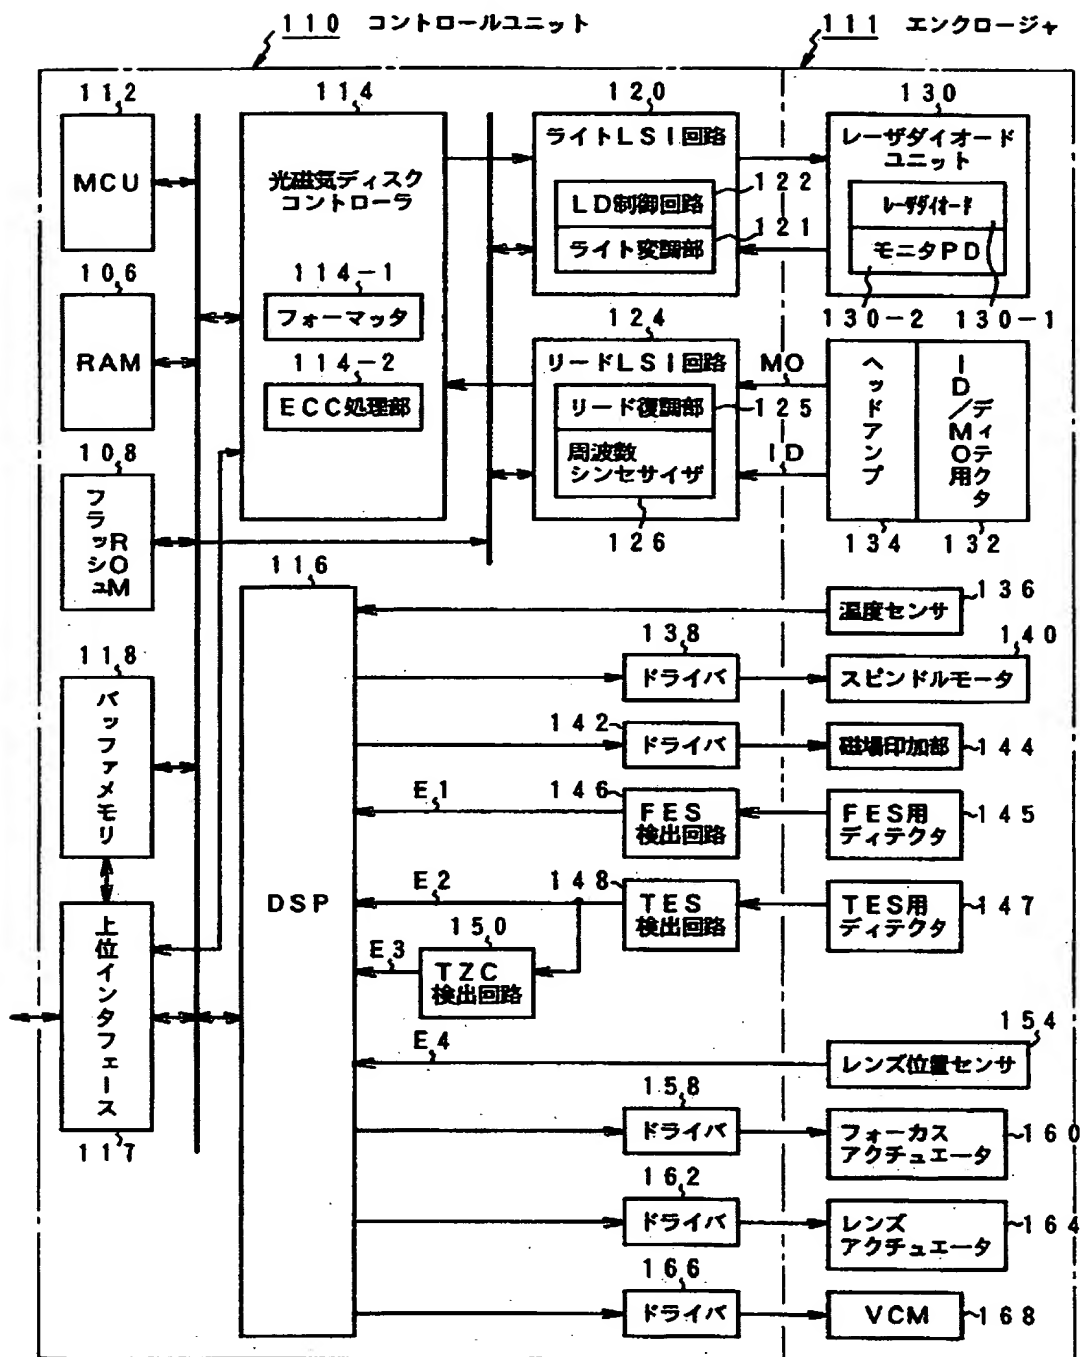 110 コントロールユニット
111 エンクロージャ
112
MCU
106
RAM
108
フラッシュ
ROM
118
バッファメモリ
上位インタフェース
117
114
光磁気ディスク
コントローラ
114-1
フォーマッタ
114-2
ECC処理部
116
DSP
120
ライトLSI回路
122
LD制御回路
121
ライト変調部
124
リードLSI回路
リード復調部
125
周波数
シンセサイザ
126
130
レーザダイオード
ユニット
レーザダイオード
モニタPD
130-2
130-1
MO
ID
ヘッドアンプ
ID/MO用
ディテクタ
134
132
136
温度センサ
138
ドライバ
140
スピンドルモータ
142
ドライバ
磁場印加部
144
E1
146
FES
検出回路
FES用
ディテクタ
145
E2
148
TES
検出回路
TES用
ディテクタ
147
E3
150
TZC
検出回路
E4
154
レンズ位置センサ
158
ドライバ
フォーカス
アクチュエータ
160
162
ドライバ
レンズ
アクチュエータ
164
166
ドライバ
VCM
168